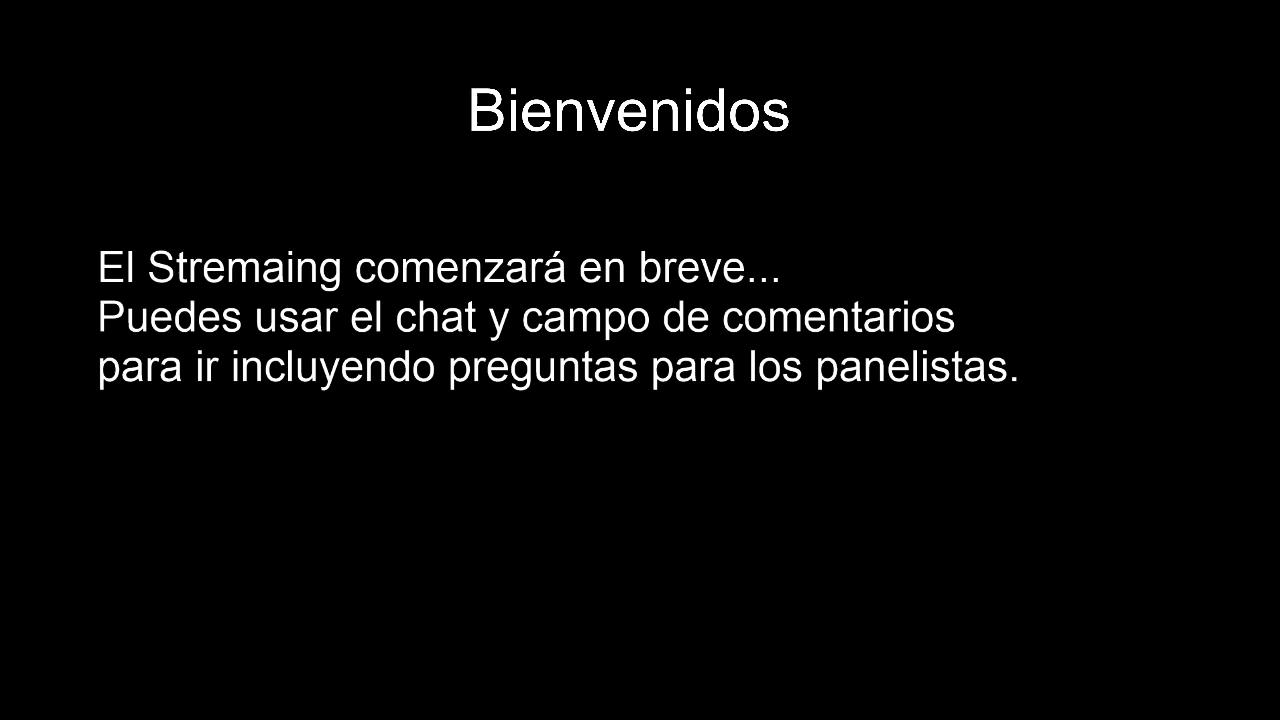 Bienvenidos
El Stremaing comenzará en breve...
Puedes usar el chat y campo de comentarios
para ir incluyendo preguntas para los panelistas.